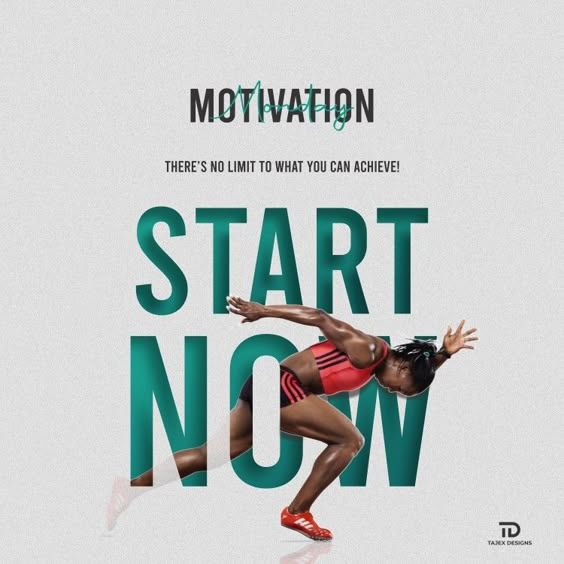 MOTIVATION
Monday
THERE'S NO LIMIT TO WHAT YOU CAN ACHIEVE!
START
NOW
TD
TAJEX DESIGNS